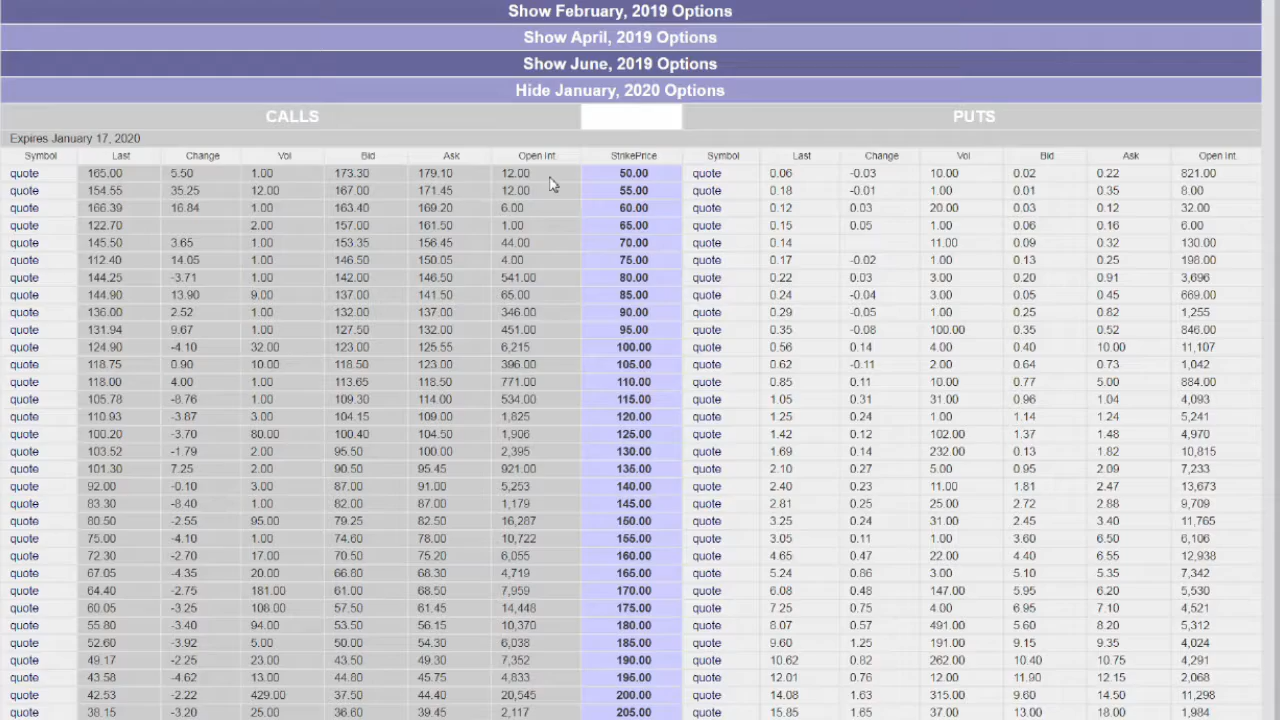 Show February, 2019 Options
Show April, 2019 Options
Show June, 2019 Options
Hide January, 2020 Options
CALLS PUTS
Expires January 17, 2020
Symbol Last Change Vol Bid Ask Open Int. StrikePrice Symbol Last Change Vol Bid Ask Open Int.
quote 165.00 5.50 1.00 173.30 179.10 12.00 50.00 quote 0.06 -0.03 10.00 0.02 0.22 821.00
quote 154.55 35.25 12.00 167.00 171.45 12.00 55.00 quote 0.18 -0.01 1.00 0.01 0.35 8.00
quote 166.39 16.84 1.00 163.40 169.20 6.00 60.00 quote 0.12 0.03 20.00 0.03 0.12 32.00
quote 122.70 2.00 157.00 161.50 1.00 65.00 quote 0.15 0.05 1.00 0.06 0.16 6.00
quote 145.50 3.65 1.00 153.35 156.45 44.00 70.00 quote 0.14 11.00 0.09 0.32 130.00
quote 112.40 14.05 1.00 146.50 150.05 4.00 75.00 quote 0.17 -0.02 1.00 0.13 0.25 198.00
quote 144.25 -3.71 1.00 142.00 146.50 541.00 80.00 quote 0.22 0.03 3.00 0.20 0.91 3,696
quote 144.90 13.90 9.00 137.00 141.50 65.00 85.00 quote 0.24 -0.04 3.00 0.05 0.45 669.00
quote 136.00 2.52 1.00 132.00 137.00 346.00 90.00 quote 0.29 -0.05 1.00 0.25 0.82 1,255
quote 131.94 9.67 1.00 127.50 132.00 451.00 95.00 quote 0.35 -0.08 100.00 0.35 0.52 846.00
quote 124.90 -4.10 32.00 123.00 125.55 6,215 100.00 quote 0.56 0.14 4.00 0.40 10.00 11,107
quote 118.75 0.90 10.00 118.50 123.00 396.00 105.00 quote 0.62 -0.11 2.00 0.64 0.73 1,042
quote 118.00 4.00 1.00 113.65 118.50 771.00 110.00 quote 0.85 0.11 10.00 0.77 5.00 884.00
quote 105.78 -8.76 1.00 109.30 114.00 534.00 115.00 quote 1.05 0.31 31.00 0.96 1.04 4,093
quote 110.93 -3.87 3.00 104.15 109.00 1,825 120.00 quote 1.25 0.24 1.00 1.14 1.24 5,241
quote 100.20 -3.70 80.00 100.40 104.50 1,906 125.00 quote 1.42 0.12 102.00 1.37 1.48 4,970
quote 103.52 -1.79 2.00 95.50 100.00 2,395 130.00 quote 1.69 0.14 232.00 0.13 1.82 10,815
quote 101.30 7.25 2.00 90.50 95.45 921.00 135.00 quote 2.10 0.27 5.00 0.95 2.09 7,233
quote 92.00 -0.10 3.00 87.00 91.00 5,253 140.00 quote 2.40 0.23 11.00 1.81 2.47 13,673
quote 83.30 -8.40 1.00 82.00 87.00 1,179 145.00 quote 2.81 0.25 25.00 2.72 2.88 9,709
quote 80.50 -2.55 95.00 79.25 82.50 16,287 150.00 quote 3.25 0.24 31.00 2.45 3.40 11,765
quote 75.00 -4.10 1.00 74.60 78.00 10,722 155.00 quote 3.05 0.11 1.00 3.60 6.50 6,106
quote 72.30 -2.70 17.00 70.50 75.20 6,055 160.00 quote 4.65 0.47 22.00 4.40 6.55 12,938
quote 67.05 -4.35 20.00 66.80 68.30 4,719 165.00 quote 5.24 0.86 3.00 5.10 5.35 7,342
quote 64.40 -2.75 181.00 61.00 68.50 7,959 170.00 quote 6.08 0.48 147.00 5.95 6.20 5,530
quote 60.05 -3.25 108.00 57.50 61.45 14,448 175.00 quote 7.25 0.75 4.00 6.95 7.10 4,521
quote 55.80 -3.40 94.00 53.50 56.15 10,370 180.00 quote 8.07 0.57 491.00 5.60 8.20 5,312
quote 52.60 -3.92 5.00 50.00 54.30 6,038 185.00 quote 9.60 1.25 191.00 9.15 9.35 4,024
quote 49.17 -2.25 23.00 43.50 49.30 7,352 190.00 quote 10.62 0.82 262.00 10.40 10.75 4,291
quote 43.58 -4.62 13.00 44.80 45.75 4,833 195.00 quote 12.01 0.76 12.00 11.90 12.15 2,068
quote 42.53 -2.22 429.00 37.50 44.40 20,545 200.00 quote 14.08 1.63 315.00 9.60 14.50 11,298
quote 38.15 -3.20 25.00 36.60 39.45 2,117 205.00 quote 15.85 1.65 37.00 13.00 18.00 1,984